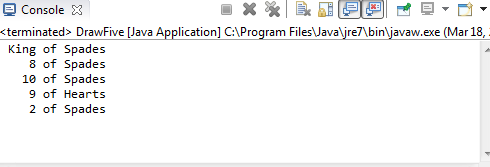 Console
<terminated> DrawFive [Java Application] C:\Program Files\Java\jre7\bin\javaw.exe (Mar 18,
King of Spades
8 of Spades
10 of Spades
9 of Hearts
2 of Spades